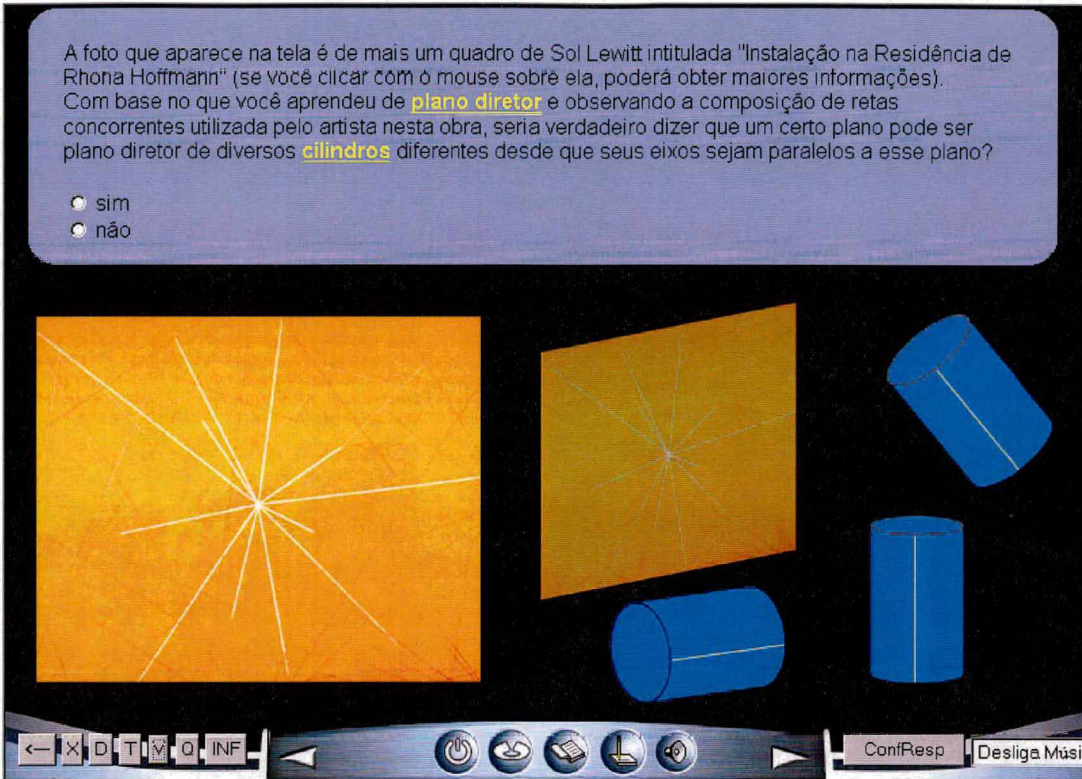 A foto que aparece na tela é de mais um quadro de Sol Lewitt intitulada "Instalação na Residência de
Rhona Hoffmann" (se você clicar com o mouse sobre ela, poderá obter maiores informações).
Com base no que você aprendeu de plano diretor e observando a composição de retas
concorrentes utilizada pelo artista nesta obra, seria verdadeiro dizer que um certo plano pode ser
plano diretor de diversos cilindros diferentes desde que seus eixos sejam paralelos a esse plano?
sim
não
<— X D T V Q INF
ConfResp
Desliga Músi